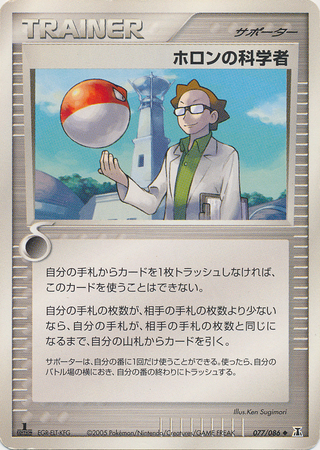 TRAINER
サポーター
ホロンの科学者
自分の手札からカードを1枚トラッシュしなければ、
このカードを使うことはできない。
自分の手札の枚数が、相手の手札の枚数より少ない
なら、自分の手札が、相手の手札の枚数と同じに
なるまで、自分の山札からカードを引く。
サポーターは、自分の番に1回だけ使うことができる。使ったら、自分の
バトル場の横におき、自分の番の終わりにトラッシュする。
Illus.Ken Sugimori
1
EGR-ELT-KFG
©2005 Pokémon/Nintendo/Creatures/GAME FREAK
077/086